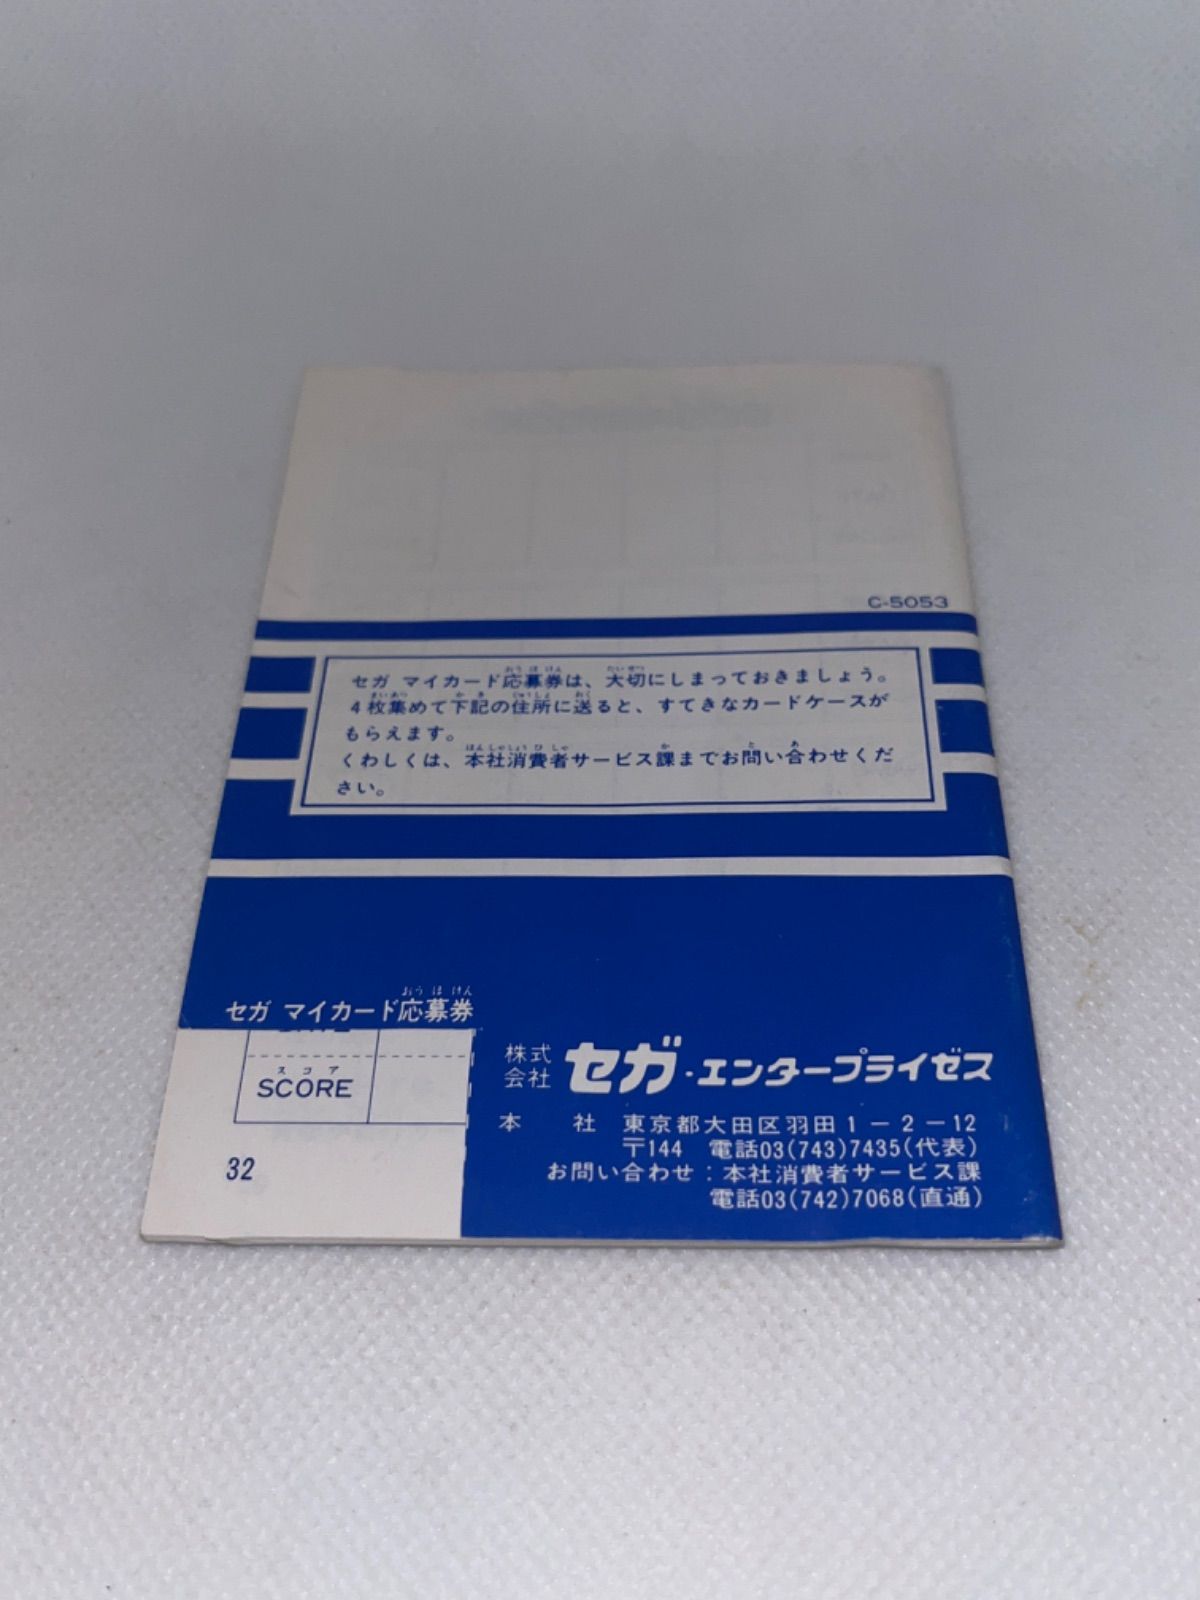 C-5053
セガ マイカード応募券は、大切にしまっておきましょう。
4枚集めて下記の住所に送ると、すてきなカードケースが
もらえます。
くわしくは、本社消費者サービス課までお問い合わせくだ
さい。
セガ マイカード応募券
スコア
SCORE
32
株式会社 セガ・エンタープライゼス
本 社 東京都大田区羽田1-2-12
〒144 電話03(743)7435(代表)
お問い合わせ:本社消費者サービス課
電話03(742)7068(直通)